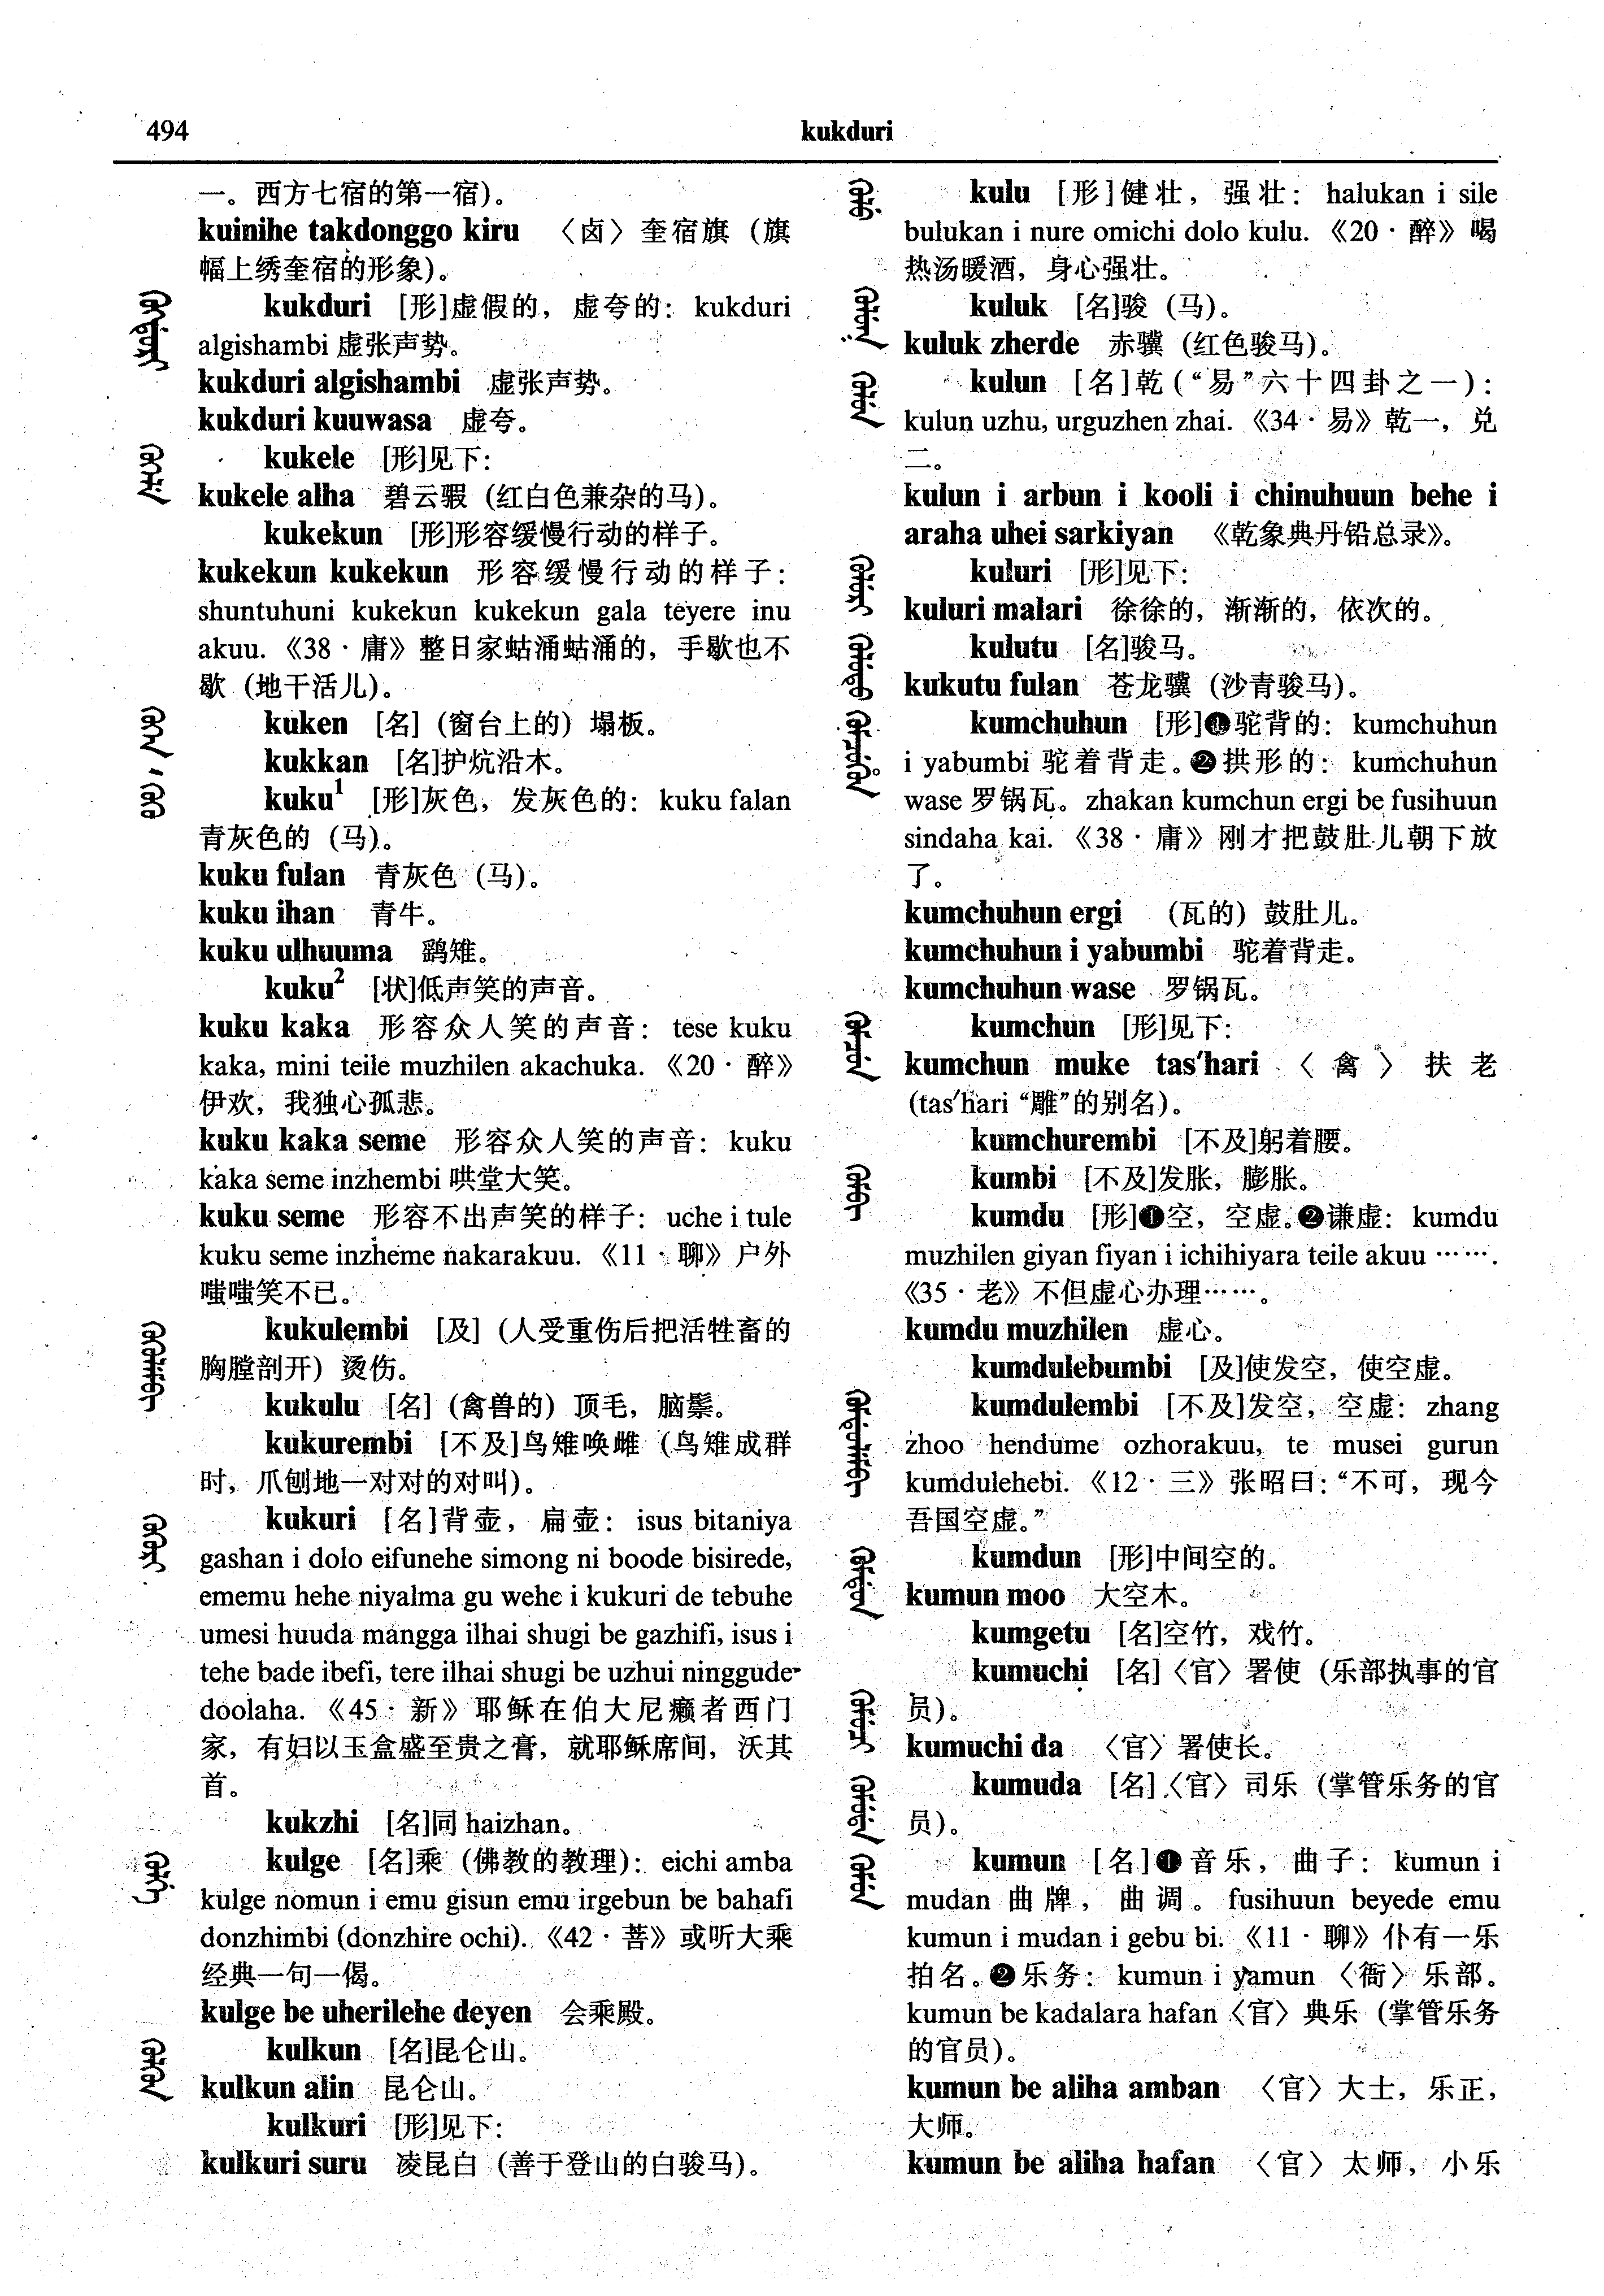 494
kukduri
一。西方七宿的第一宿)。
kuinihe takdonggo kiru 〈卤〉奎宿旗（旗
幅上绣奎宿的形象)。
kukduri [形]虚假的，虚夸的：kukduri
algishambi 虚张声势。
kukduri algishambi 虚张声势。
kukduri kuuwasa 虚夸。
kukele [形]见下：
kukele alha 碧云骃（红白色兼杂的马)。
kukekun [形]形容缓慢行动的样子。
kukekun kukekun 形容缓慢行动的样子：
shuntuhuni kukekun kukekun gala teyere inu
akuu.《38·庸》整日家蛄涌蛄涌的，手歇也不
歇（地干活儿)。
kuken [名]（窗台上的）塌板。
kukkan [名]护炕沿木。
kuku¹ [形]灰色，发灰色的：kuku falan
青灰色的（马)。
kuku fulan 青灰色（马)。
kuku ihan 青牛。
kuku ulhuuma 鹝雉。
kuku² [状]低声笑的声音。
kuku kaka 形容众人笑的声音：tese kuku
kaka, mini teile muzhilen akachuka.《20·醉》
伊欢，我独心孤悲。
kuku kaka seme 形容众人笑的声音：kuku
kaka seme inzhembi 哄堂大笑。
kuku seme 形容不出声笑的样子：uche i tule
kuku seme inzheme nakarakuu.《11·聊》户外
嗤嗤笑不已。
kukulembi [及]（人受重伤后把活牲畜的
胸膛剖开）烫伤。
kukulu [名]（禽兽的）顶毛，脑鬃。
kukurembi [不及]鸟雉唤雌（鸟雉成群
时，爪刨地一对对的对叫)。
kukuri [名]背壶，扁壶：isus bitaniya
gashan i dolo eifunehe simong ni boode bisirede,
ememu hehe niyalma gu wehe i kukuri de tebuhe
umesi huuda mangga ilhai shugi be gazhifi, isus i
tehe bade ibefi, tere ilhai shugi be uzhui ninggude
doolaha.《45·新》耶稣在伯大尼癞者西门
家，有妇以玉盒盛至贵之膏，就耶稣席间，沃其
首。
kukzhi [名]同 haizhan。
kulge [名]乘（佛教的教理)：eichi amba
kulge nomun i emu gisun emu irgebun be bahafi
donzhimbi (donzhire ochi).《42·菩》或听大乘
经典一句一偈。
kulge be uherilehe deyen 会乘殿。
kulkun [名]昆仑山。
kulkun alin 昆仑山。
kulkuri [形]见下：
kulkuri suru 凌昆白（善于登山的白骏马)。
kulu [形]健壮，强壮：halukan i sile
bulukan i nure omichi dolo kulu.《20·醉》喝
热汤暖酒，身心强壮。
kuluk [名]骏（马)。
kuluk zherde 赤骥（红色骏马)。
kulun [名]乾(“易”六十四卦之一)：
kulun uzhu, urguzhen zhai.《34·易》乾一，兑
二。
kulun i arbun i kooli i chinuhuun behe i
araha uhei sarkiyan 《乾象典丹铅总录》。
kuluri [形]见下：
kuluri malari 徐徐的，渐渐的，依次的。
kulutu [名]骏马。
kukutu fulan 苍龙骥（沙青骏马)。
kumchuhun [形]❶驼背的：kumchuhun
i yabumbi 驼着背走。❷拱形的：kumchuhun
wase 罗锅瓦。zhakan kumchun ergi be fusihuun
sindaha kai.《38·庸》刚才把鼓肚儿朝下放
了。
kumchuhun ergi （瓦的）鼓肚儿。
kumchuhun i yabumbi 驼着背走。
kumchuhun wase 罗锅瓦。
kumchun [形]见下：
kumchun muke tas'hari 〈禽〉扶老
(tas'hari “雕”的别名)。
kumchurembi [不及]躬着腰。
kumbi [不及]发胀，膨胀。
kumdu [形]❶空，空虚。❷谦虚：kumdu
muzhilen giyan fiyan i ichihiyara teile akuu …….
《35·老》不但虚心办理……。
kumdu muzhilen 虚心。
kumdulebumbi [及]使发空，使空虚。
kumdulembi [不及]发空，空虚：zhang
zhoo hendume ozhorakuu, te musei gurun
kumdulehebi.《12·三》张昭曰：“不可，现今
吾国空虚。”
kumdun [形]中间空的。
kumun moo 大空木。
kumgetu [名]空竹，戏竹。
kumuchi [名]〈官〉署使（乐部执事的官
员)。
kumuchi da 〈官〉署使长。
kumuda [名]〈官〉司乐（掌管乐务的官
员)。
kumun [名]❶音乐，曲子：kumun i
mudan 曲牌，曲调。fusihuun beyede emu
kumun i mudan i gebu bi.《11·聊》仆有一乐
拍名。❷乐务：kumun i yamun 〈衙〉乐部。
kumun be kadalara hafan〈官〉典乐（掌管乐务
的官员)。
kumun be aliha amban 〈官〉大士，乐正，
大师。
kumun be aliha hafan 〈官〉太师，小乐